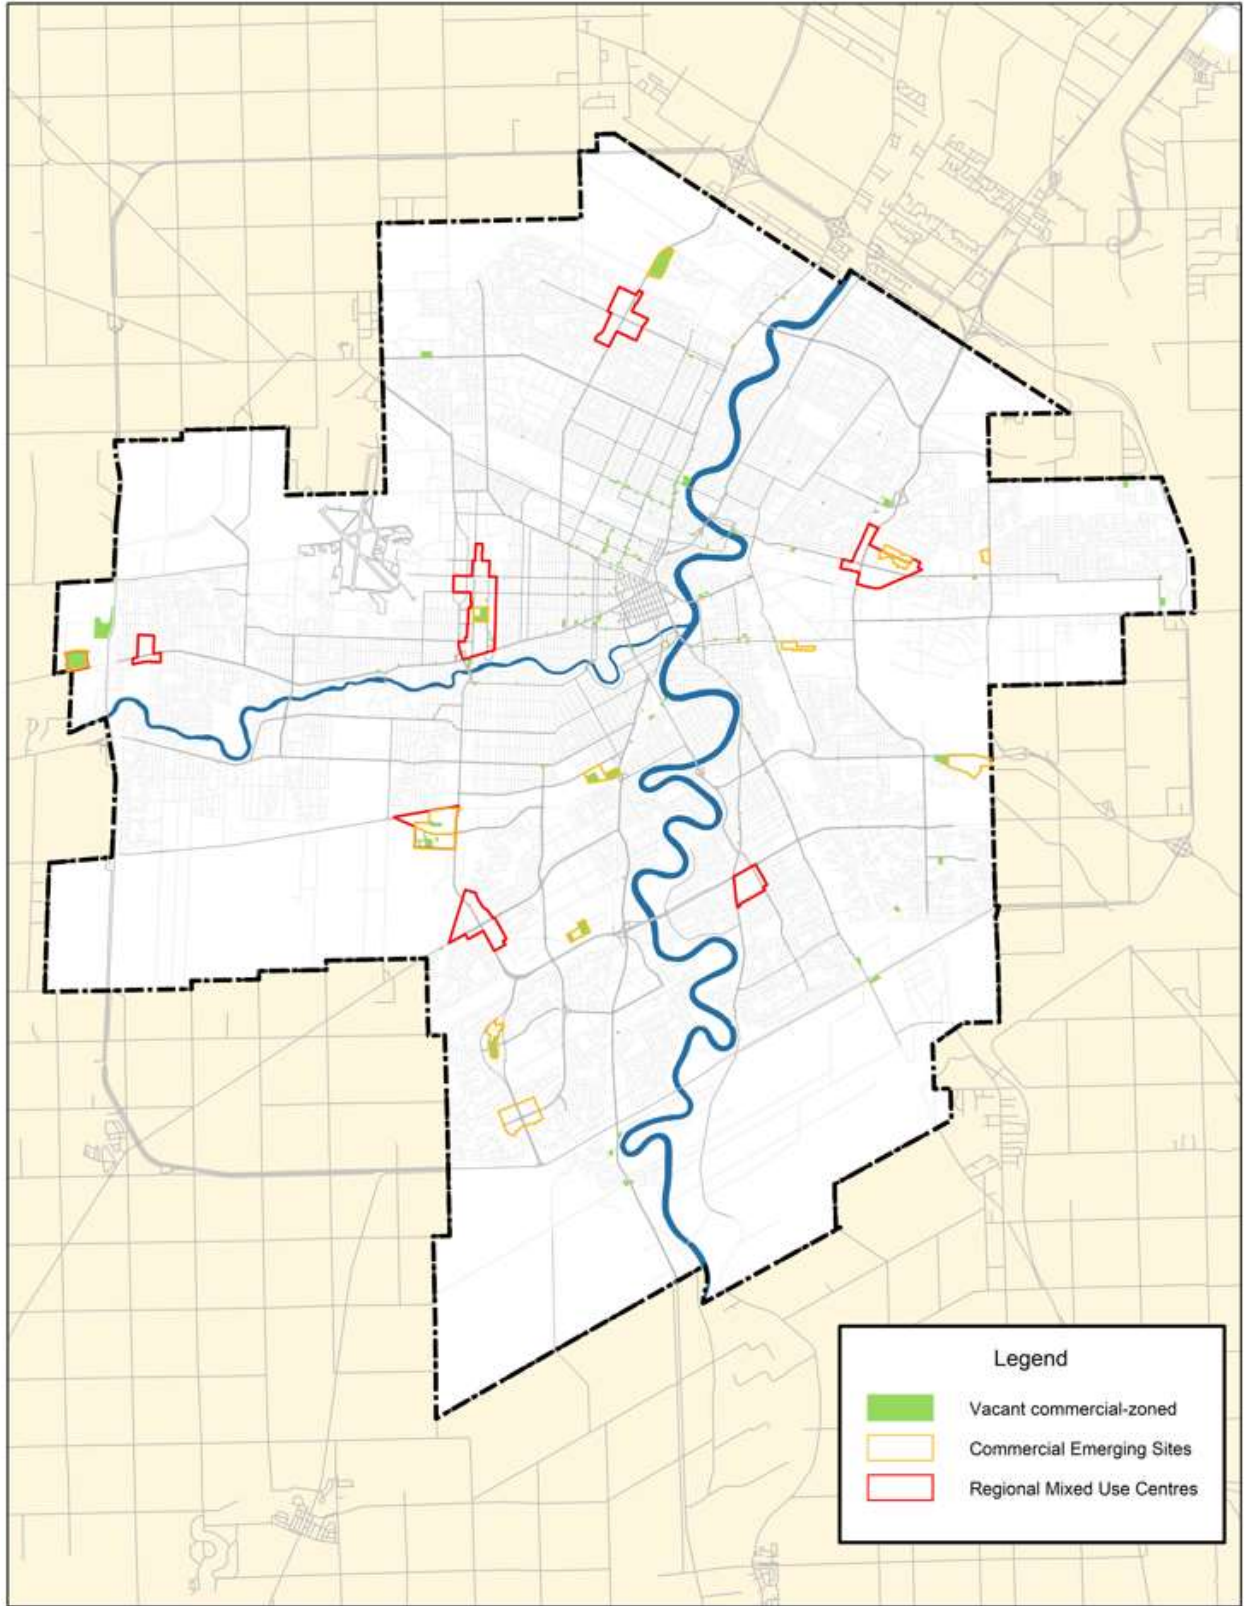 Legend
Vacant commercial-zoned
Commercial Emerging Sites
Regional Mixed Use Centres